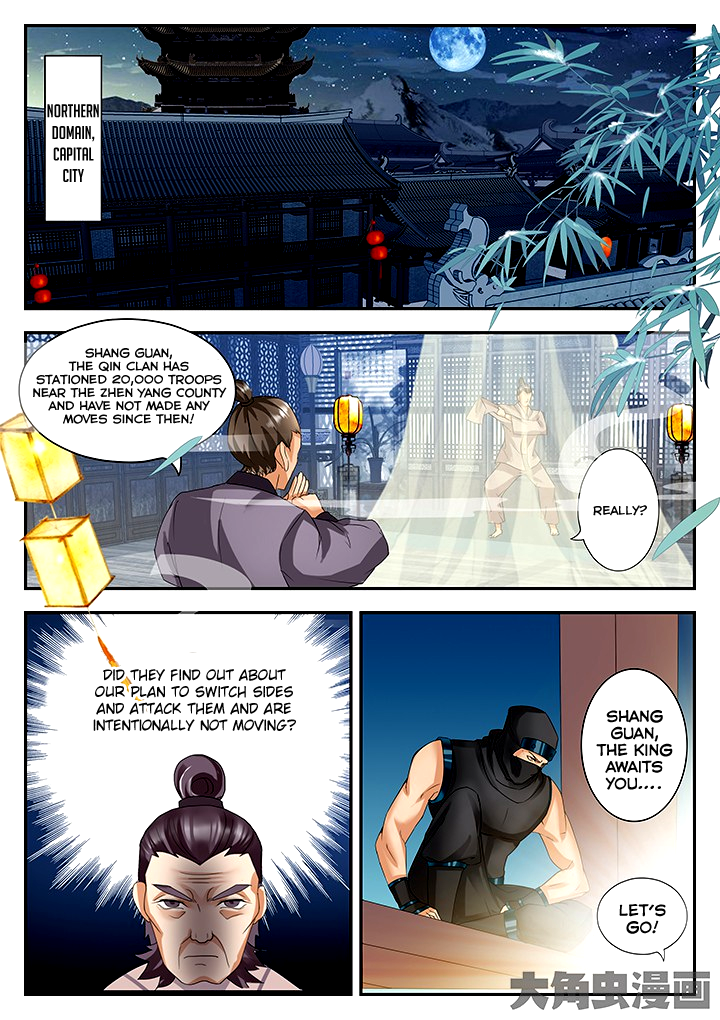 NORTHERN
DOMAIN,
CAPITAL
CITY
SHANG GUAN,
THE QIN CLAN HAS
STATIONED 20,000 TROOPS
NEAR THE ZHEN YANG COUNTY
AND HAVE NOT MADE ANY
MOVES SINCE THEN!
REALLY?
DID THEY FIND OUT ABOUT
OUR PLAN TO SWITCH SIDES
AND ATTACK THEM AND ARE
INTENTIONALLY NOT MOVING?
SHANG
GUAN,
THE KING
AWAITS
YOU....
LET'S
GO!
大角虫漫画